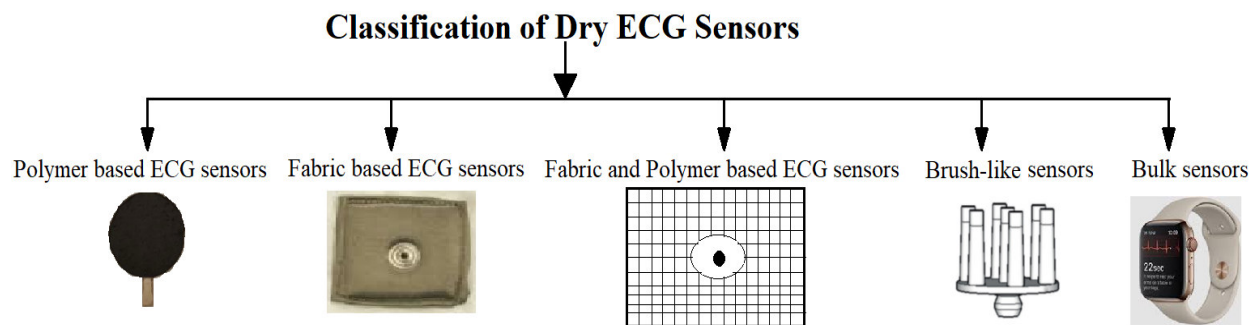 Classification of Dry ECG Sensors
Polymer based ECG sensors
Fabric based ECG sensors
Fabric and Polymer based ECG sensors
Brush-like sensors
Bulk sensors
22sec